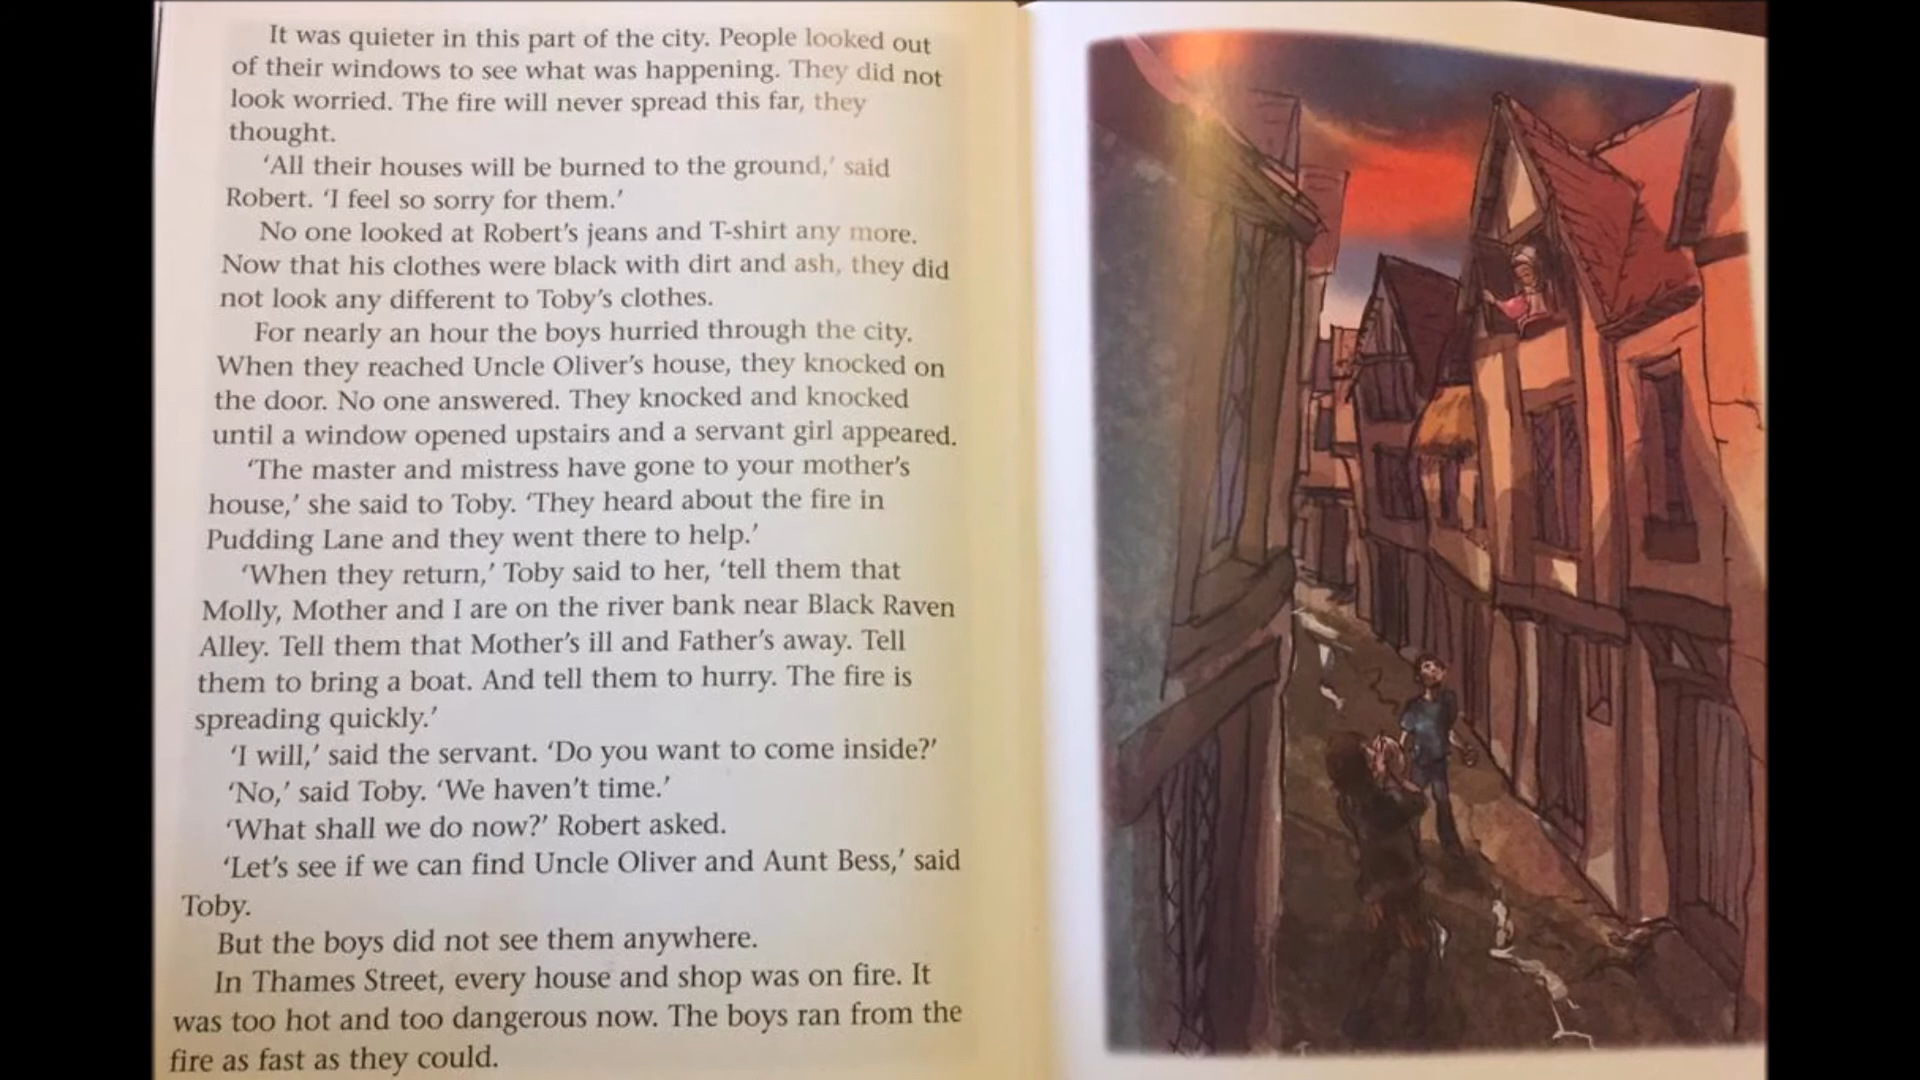 It was quieter in this part of the city. People looked out
of their windows to see what was happening. They did not
look worried. The fire will never spread this far, they
thought.
‘All their houses will be burned to the ground,’ said
Robert. ‘I feel so sorry for them.’
No one looked at Robert’s jeans and T-shirt any more.
Now that his clothes were black with dirt and ash, they did
not look any different to Toby’s clothes.
For nearly an hour the boys hurried through the city.
When they reached Uncle Oliver’s house, they knocked on
the door. No one answered. They knocked and knocked
until a window opened upstairs and a servant girl appeared.
‘The master and mistress have gone to your mother’s
house,’ she said to Toby. ‘They heard about the fire in
Pudding Lane and they went there to help.’
‘When they return,’ Toby said to her, ‘tell them that
Molly, Mother and I are on the river bank near Black Raven
Alley. Tell them that Mother’s ill and Father’s away. Tell
them to bring a boat. And tell them to hurry. The fire is
spreading quickly.’
‘I will,’ said the servant. ‘Do you want to come inside?’
‘No,’ said Toby. ‘We haven’t time.’
‘What shall we do now?’ Robert asked.
‘Let’s see if we can find Uncle Oliver and Aunt Bess,’ said
Toby.
But the boys did not see them anywhere.
In Thames Street, every house and shop was on fire. It
was too hot and too dangerous now. The boys ran from the
fire as fast as they could.